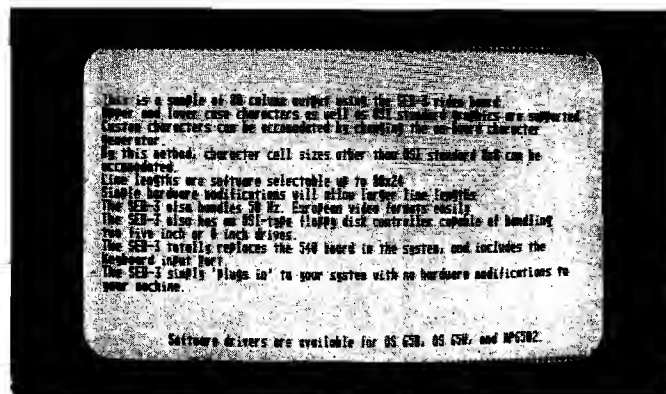 This is a sample of 80 column output using the SEB-3 video board.
Upper and lower case characters as well as OSI standard graphics are supported
Custom characters can be accomodated by changing the on-board character
generator.
By this method, character cell sizes other than OSI standard 8x8 can be
accomodated.
Line lengths are software selectable up to 80x24
Simple hardware modifications will allow larger line lengths
The SEB-3 also handles 50 Hz. European video formats easily.
The SEB-3 also has an OSI-type floppy disk controller capable of handling
two five inch or 8 inch drives.
The SEB-3 totally replaces the 540 board in the system, and includes the
Keyboard input Port
The SEB-3 simply 'plugs in' to your system with no hardware modifications to
your machine.
Software drivers are available for OS 65D, OS 65U, and MP6502.